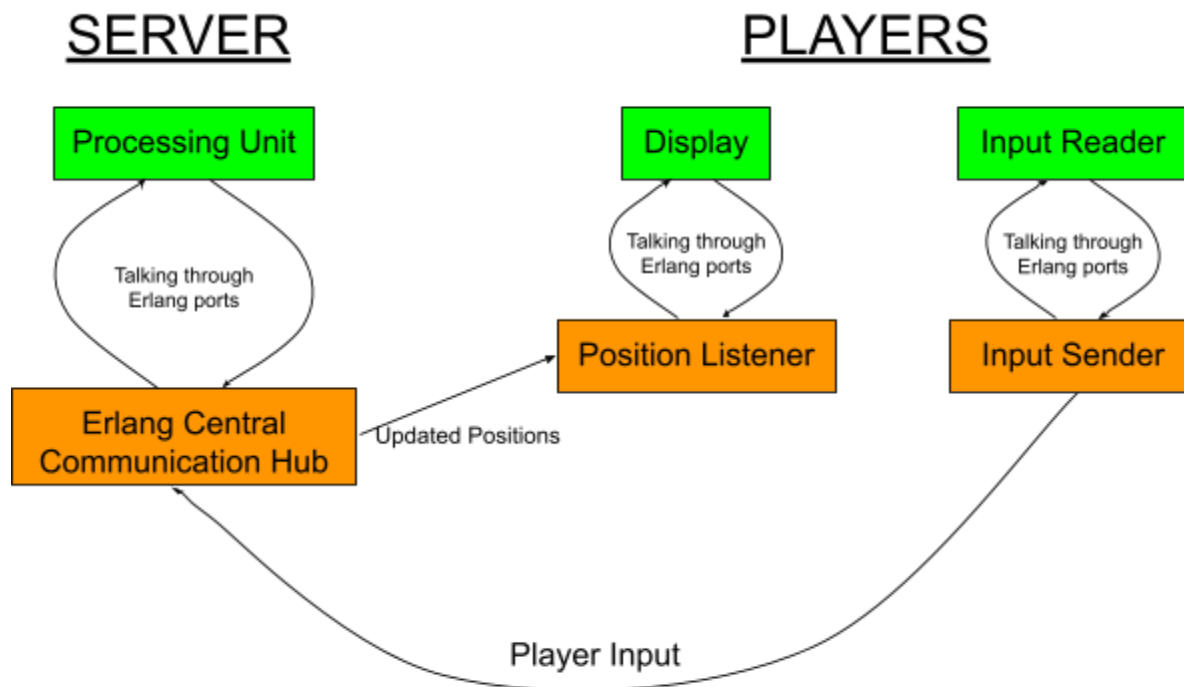 SERVER
PLAYERS
Processing Unit
Display
Input Reader
Talking through
Erlang ports
Talking through
Erlang ports
Talking through
Erlang ports
Position Listener
Input Sender
Erlang Central
Communication Hub
Updated Positions
Player Input